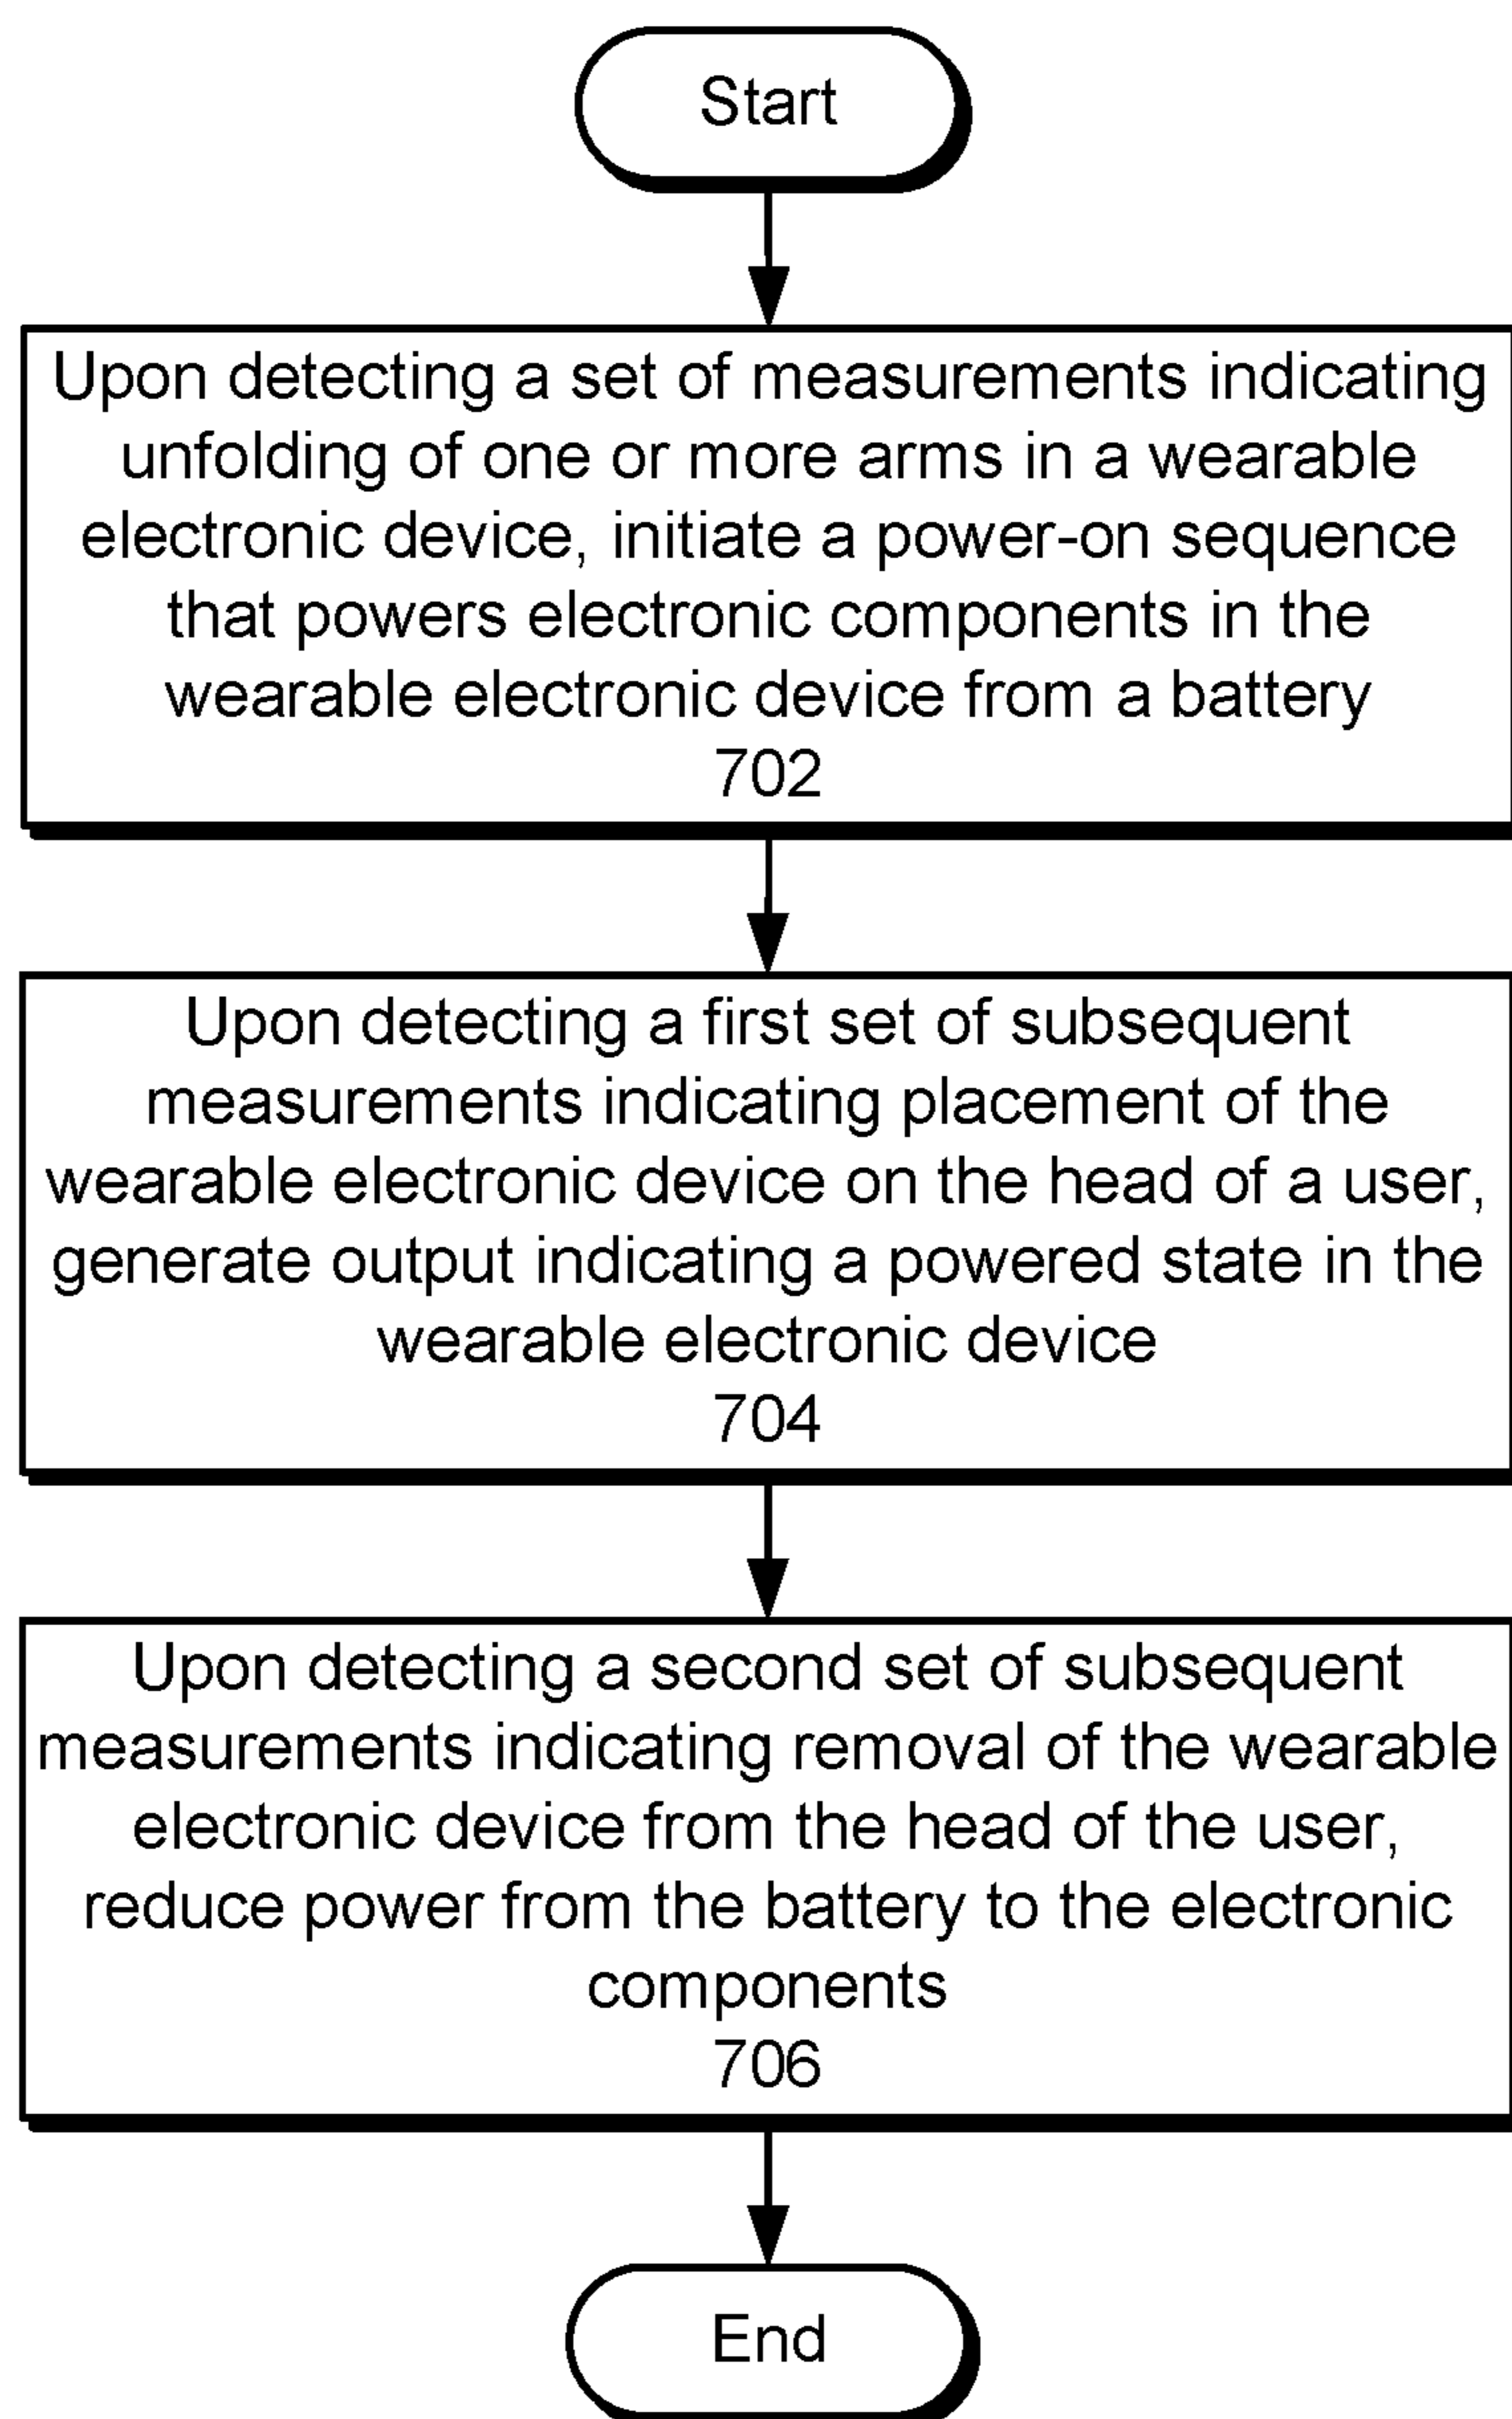 Start
Upon detecting a set of measurements indicating
unfolding of one or more arms in a wearable
electronic device, initiate a power-on sequence
that powers electronic components in the
wearable electronic device from a battery
702
Upon detecting a first set of subsequent
measurements indicating placement of the
wearable electronic device on the head of a user,
generate output indicating a powered state in the
wearable electronic device
704
Upon detecting a second set of subsequent
measurements indicating removal of the wearable
electronic device from the head of the user,
reduce power from the battery to the electronic
components
706
End